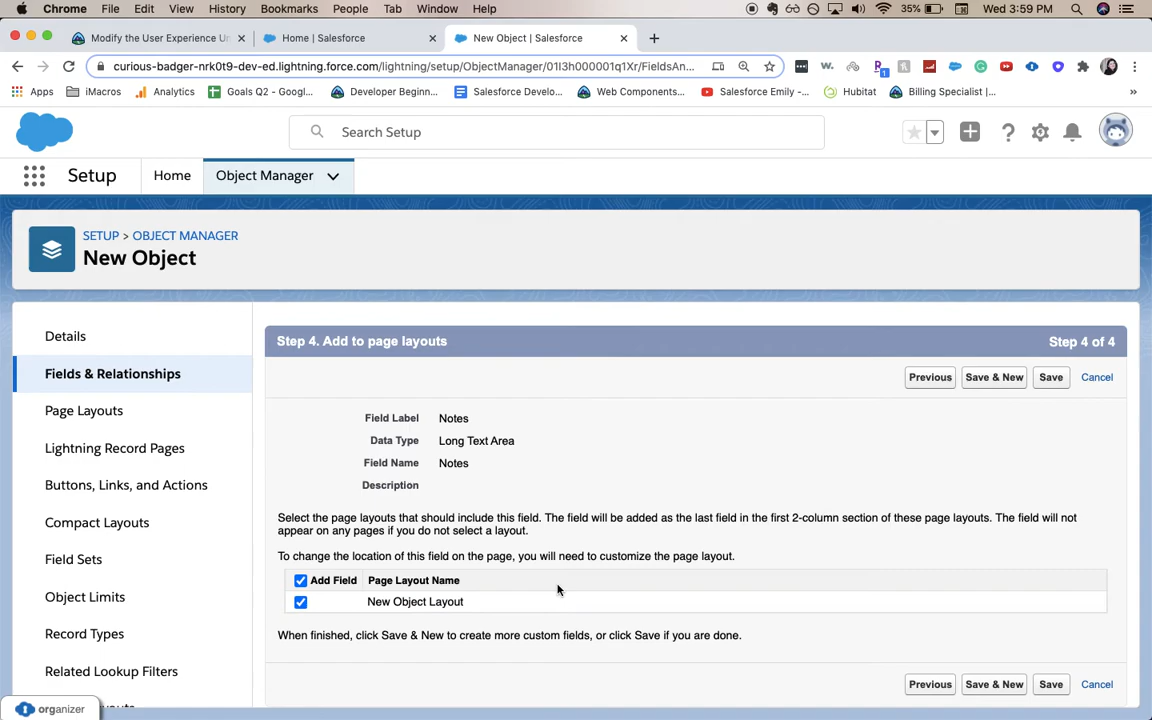 Chrome File Edit View History Bookmarks People Tab Window Help 35% Wed 3:59 PM
Modify the User Experience Ur Home | Salesforce New Object | Salesforce
curious-badger-nrk0t9-dev-ed.lightning.force.com/lightning/setup/ObjectManager/01I3h000001q1Xr/FieldsAn...
Apps iMacros Analytics Goals Q2 - Googl... Developer Beginn... Salesforce Develo... Web Components... Salesforce Emily -... Hubitat Billing Specialist |... »
Search Setup
Setup Home Object Manager
SETUP > OBJECT MANAGER
New Object
Details
Fields & Relationships
Page Layouts
Lightning Record Pages
Buttons, Links, and Actions
Compact Layouts
Field Sets
Object Limits
Record Types
Related Lookup Filters
organizer
Step 4. Add to page layouts Step 4 of 4
Previous Save & New Save Cancel
Field Label Notes
Data Type Long Text Area
Field Name Notes
Description
Select the page layouts that should include this field. The field will be added as the last field in the first 2-column section of these page layouts. The field will not
appear on any pages if you do not select a layout.
To change the location of this field on the page, you will need to customize the page layout.
Add Field Page Layout Name
New Object Layout
When finished, click Save & New to create more custom fields, or click Save if you are done.
Previous Save & New Save Cancel